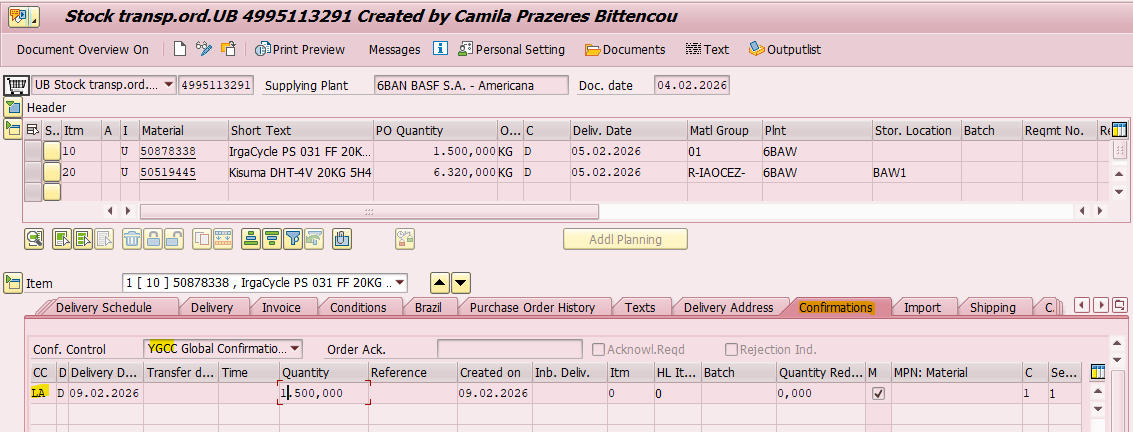 Stock transp.ord.UB 4995113291 Created by Camila Prazeres Bittencou
Document Overview On Print Preview Messages Personal Setting Documents Text Outputlist
UB Stock transp.ord.... 4995113291 Supplying Plant 6BAN BASF S.A. - Americana Doc. date 04.02.2026
Header
S... Itm A I Material Short Text PO Quantity O... C Deliv. Date Matl Group Plnt Stor. Location Batch Reqmt No. Re
10 U 50878338 IrgaCycle PS 031 FF 20K... 1.500,000 KG D 05.02.2026 01 6BAW
20 U 50519445 Kisuma DHT-4V 20KG 5H4 6.320,000 KG D 05.02.2026 R-IAOCEZ- 6BAW BAW1
Addl Planning
Item 1 [ 10 ] 50878338 , IrgaCycle PS 031 FF 20KG ...
Delivery Schedule Delivery Invoice Conditions Brazil Purchase Order History Texts Delivery Address Confirmations Import Shipping C.
Conf. Control YGCC Global Confirmatio... Order Ack. Acknowl.Reqd Rejection Ind.
CC D Delivery D... Transfer d... Time Quantity Reference Created on Inb. Deliv. Itm HL It... Batch Quantity Red... M MPN: Material C Se...
LA D 09.02.2026 1.500,000 09.02.2026 0 0 0,000 1 1